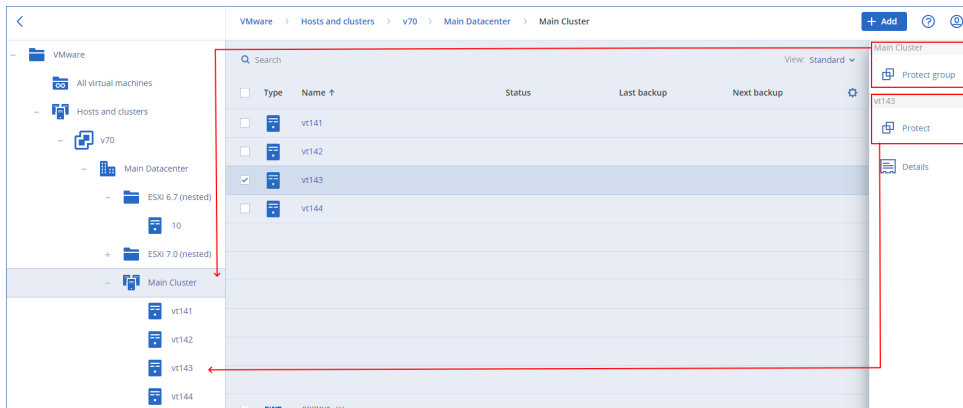 VMware > Hosts and clusters > v70 > Main Datacenter > Main Cluster
+ Add
VMware
All virtual machines
Hosts and clusters
v70
Main Datacenter
ESXi 6.7 (nested)
10
ESXi 7.0 (nested)
Main Cluster
vt141
vt142
vt143
vt144
Search
View: Standard
Type Name ↑ Status Last backup Next backup
vt141
vt142
vt143
vt144
Main Cluster
Protect group
vt143
Protect
Details